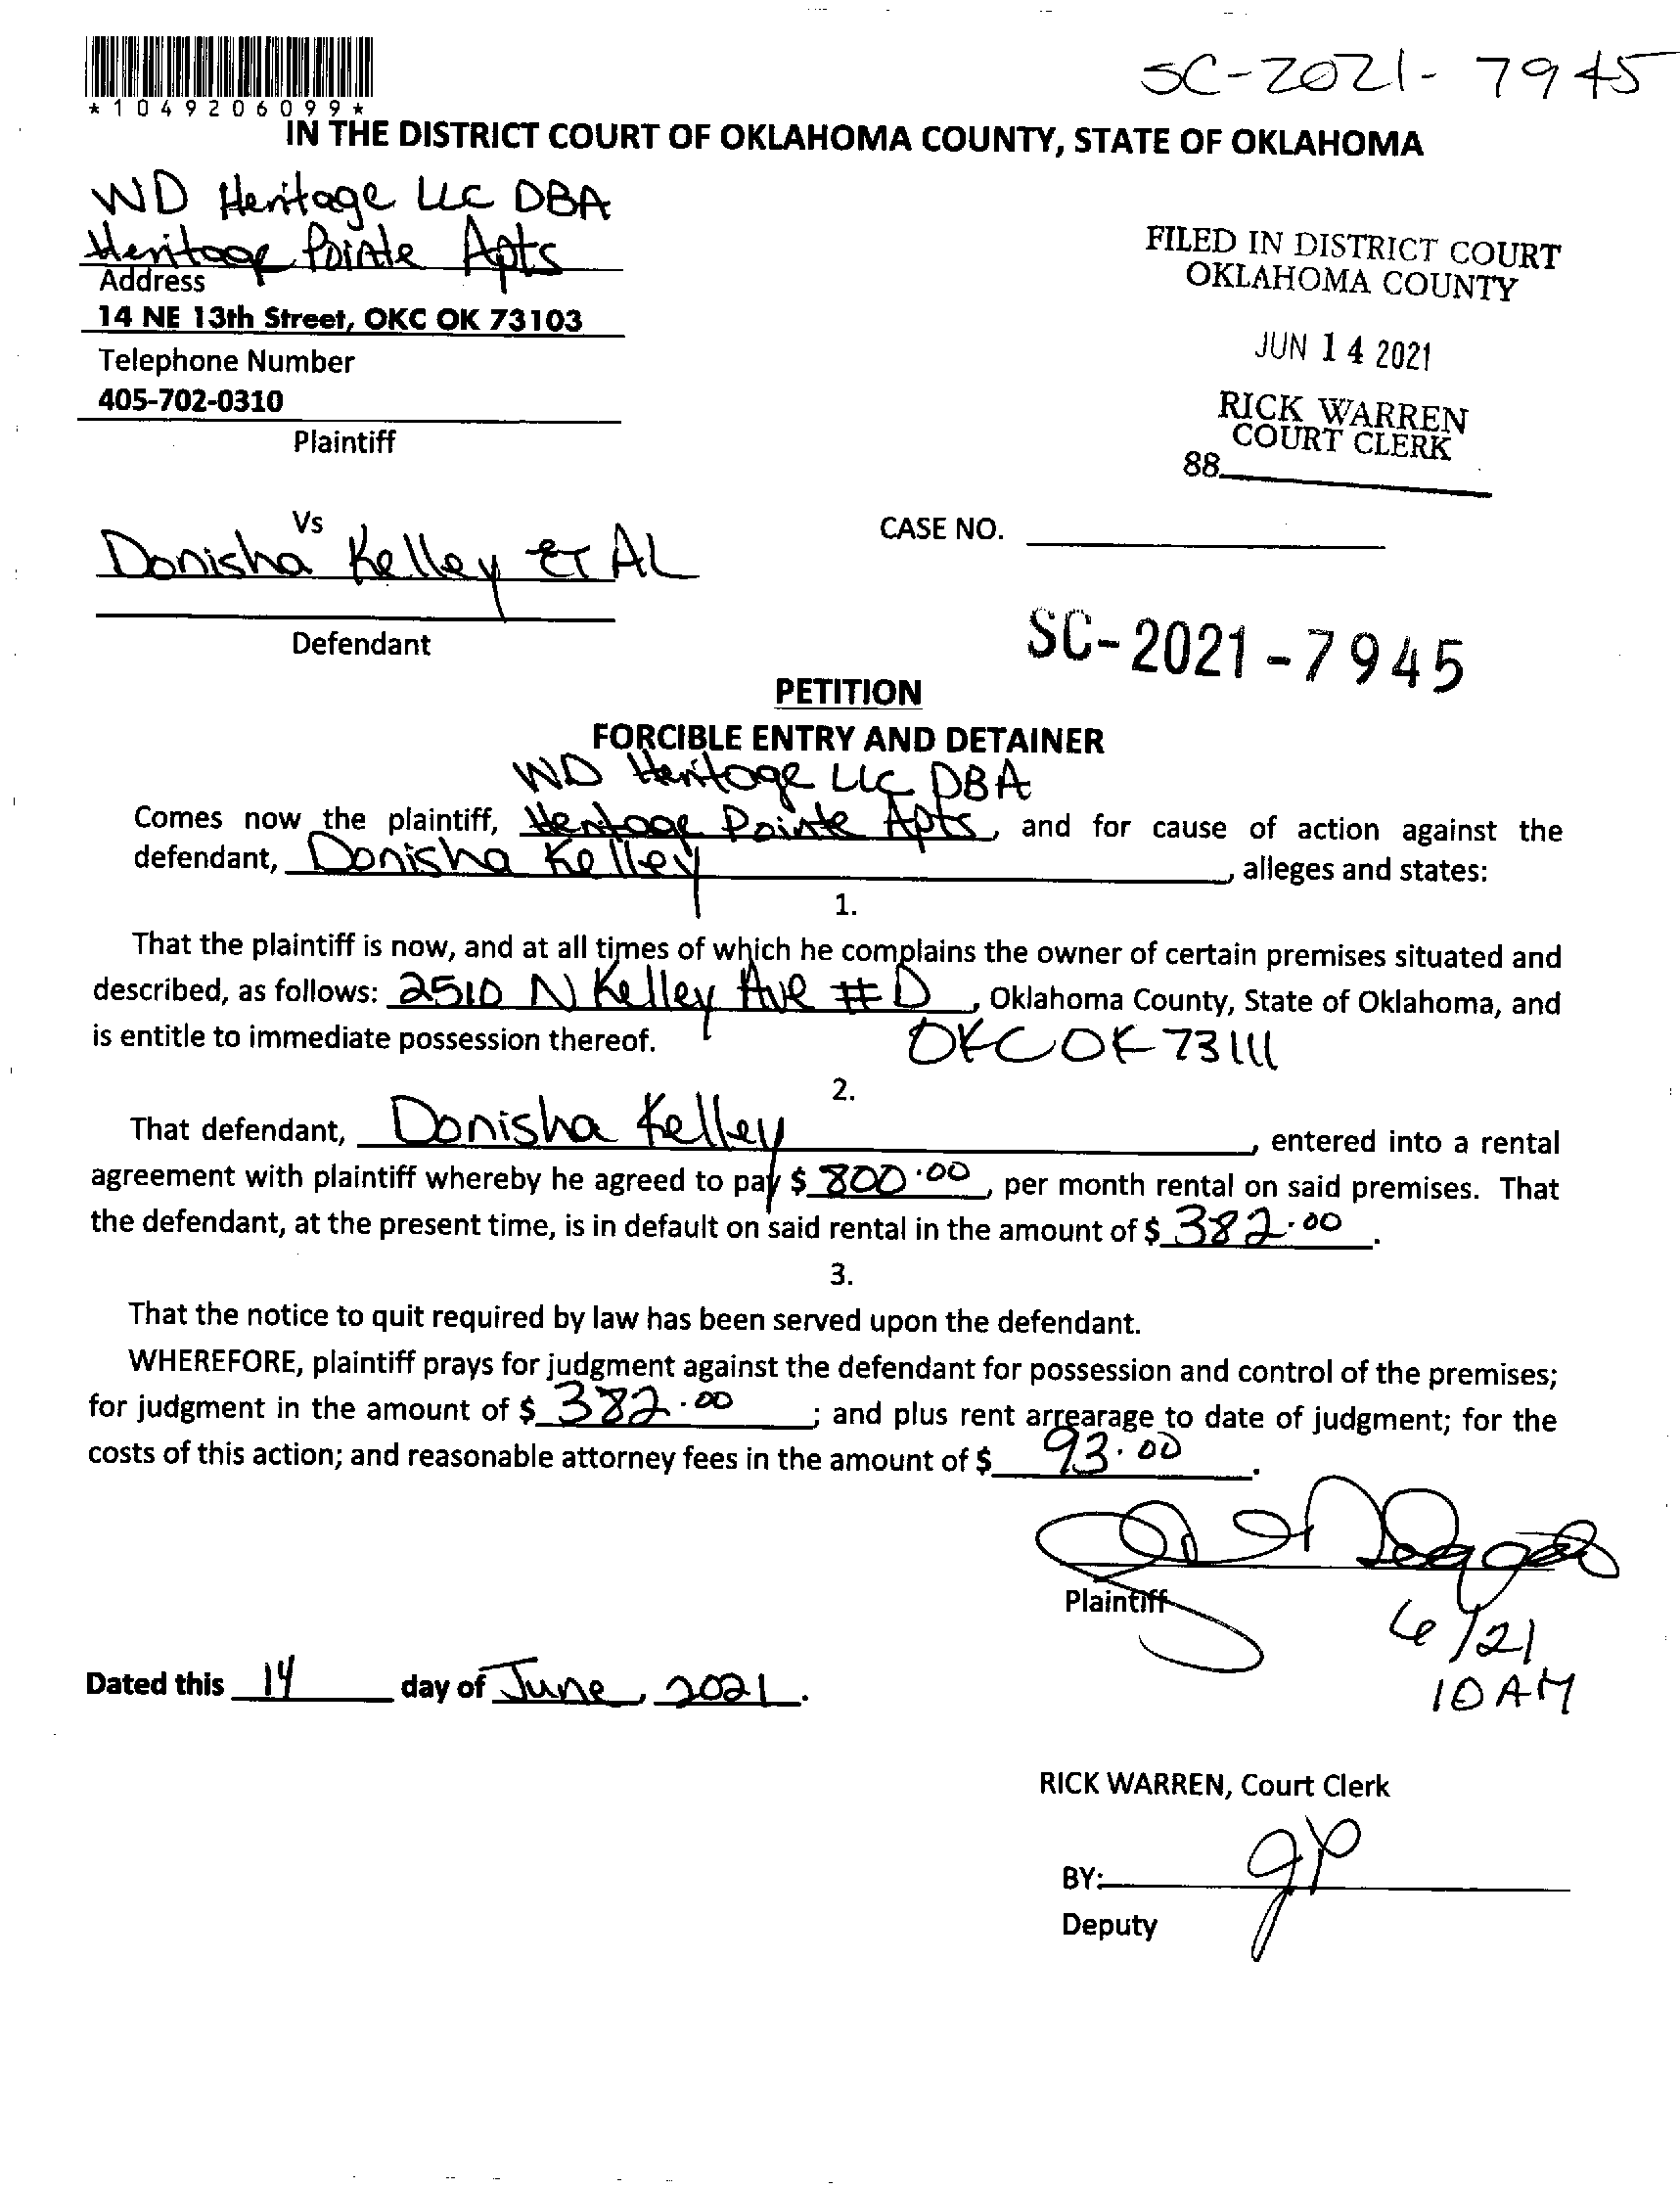 SC-2021-7945
*1049206099*
IN THE DISTRICT COURT OF OKLAHOMA COUNTY, STATE OF OKLAHOMA
WD Heritage LLC DBA
Heritage Pointe Apts
Address
14 NE 13th Street, OKC OK 73103
Telephone Number
405-702-0310
Plaintiff
FILED IN DISTRICT COURT
OKLAHOMA COUNTY
JUN 14 2021
RICK WARREN
COURT CLERK
88
Vs
Donisha Kelley ET AL
Defendant
CASE NO.
SC-2021-7945
PETITION
FORCIBLE ENTRY AND DETAINER
WD Heritage LLC DBA
Comes now the plaintiff, Heritage Pointe Apts, and for cause of action against the
defendant, Donisha Kelley, alleges and states:
1.
That the plaintiff is now, and at all times of which he complains the owner of certain premises situated and
described, as follows: 2510 N Kelley Ave # D, Oklahoma County, State of Oklahoma, and
is entitle to immediate possession thereof. OKC OK 73111
2.
That defendant, Donisha Kelley, entered into a rental
agreement with plaintiff whereby he agreed to pay $ 800.00, per month rental on said premises. That
the defendant, at the present time, is in default on said rental in the amount of $ 382.00.
3.
That the notice to quit required by law has been served upon the defendant.
WHEREFORE, plaintiff prays for judgment against the defendant for possession and control of the premises;
for judgment in the amount of $ 382.00; and plus rent arrearage to date of judgment; for the
costs of this action; and reasonable attorney fees in the amount of $ 93.00.
Plaintiff
6/21
10 AM
Dated this 14 day of June, 2021.
RICK WARREN, Court Clerk
BY:
Deputy